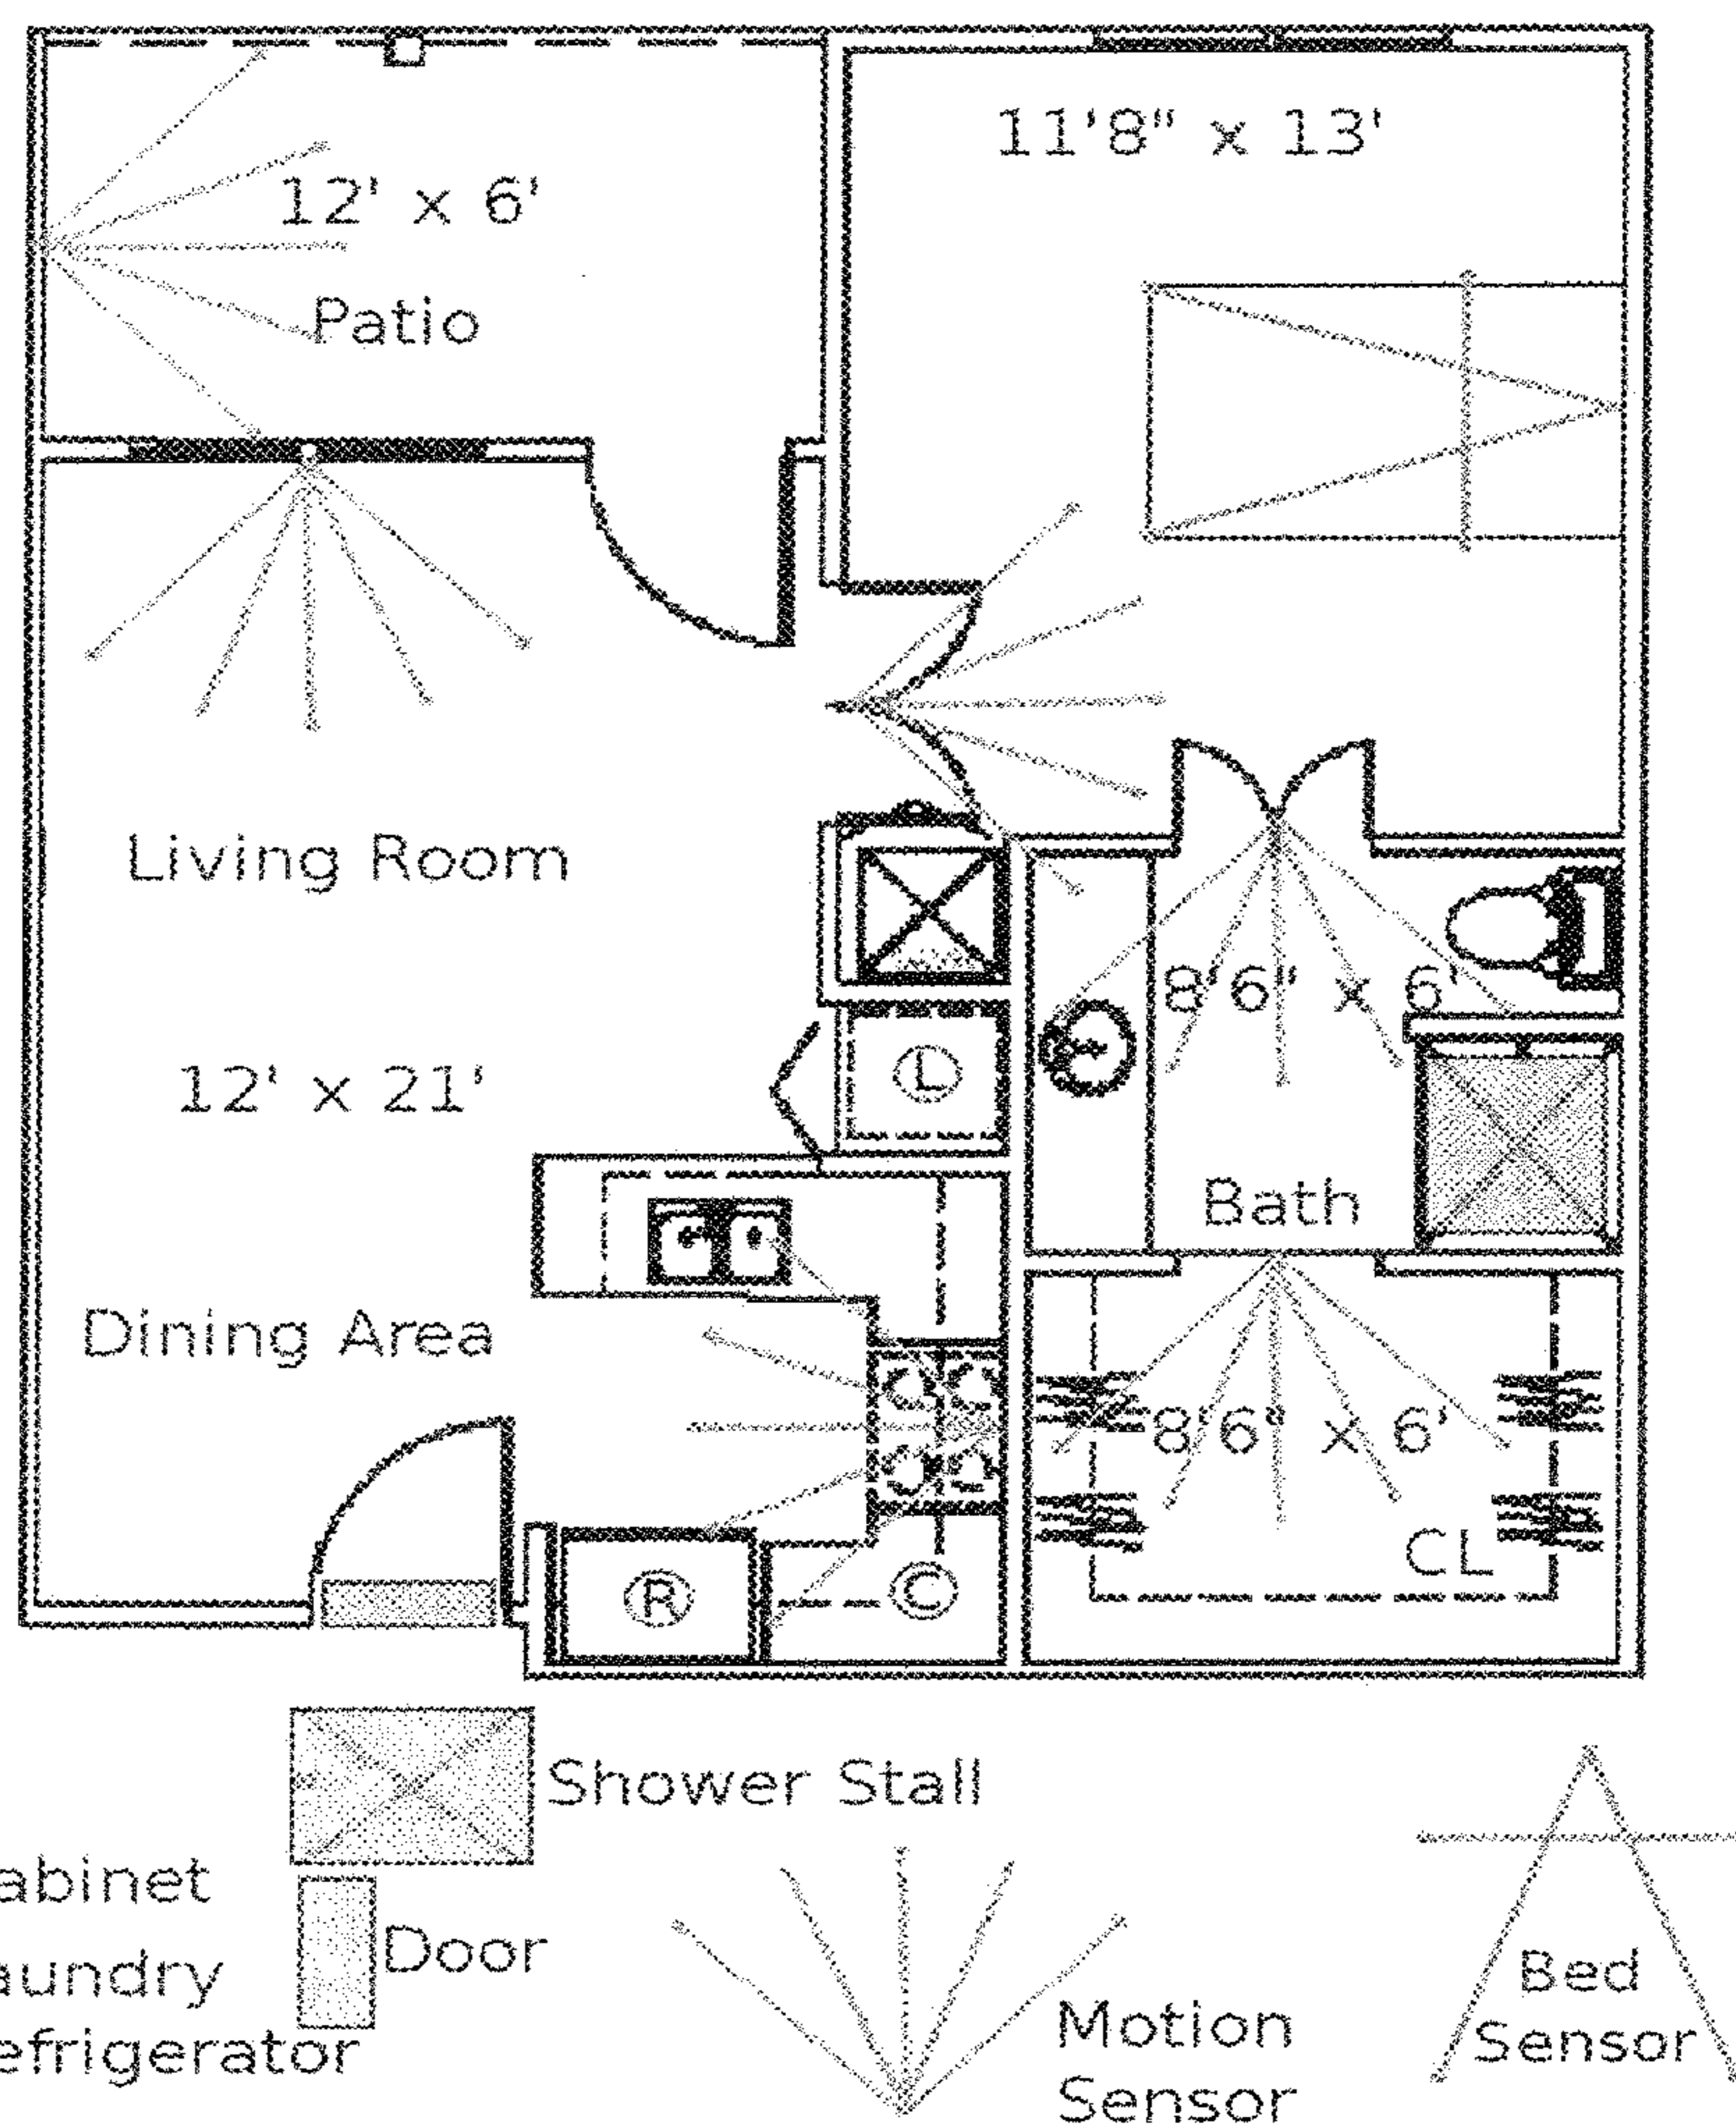 11'8" x 13'
12' x 6'
Patio
Living Room
8'6" x 6'
12' x 21'
L
Bath
Dining Area
8'6" x 6'
CL
R
C
Shower Stall
abinet
Door
aundry
Bed
Sensor
efrigerator
Motion
Sensor